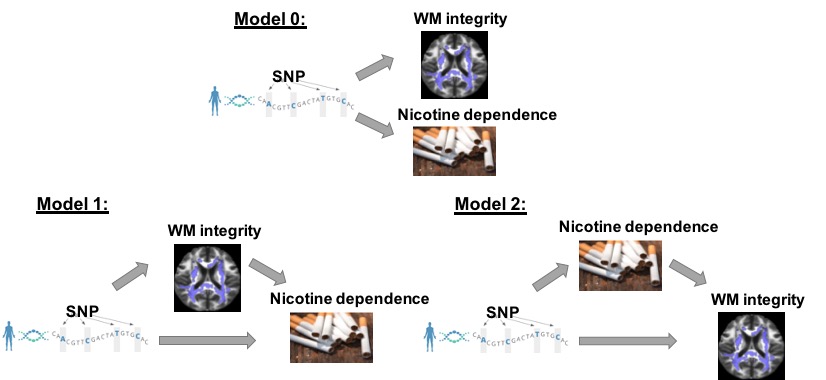 Model 0:
WM integrity
SNP
CAACGTTCGACTATGTGCAC
Nicotine dependence
Model 1:
WM integrity
SNP
CAACGTTCGACTATGTGCAC
Nicotine dependence
Model 2:
Nicotine dependence
SNP
CAACGTTCGACTATGTGCAC
WM integrity